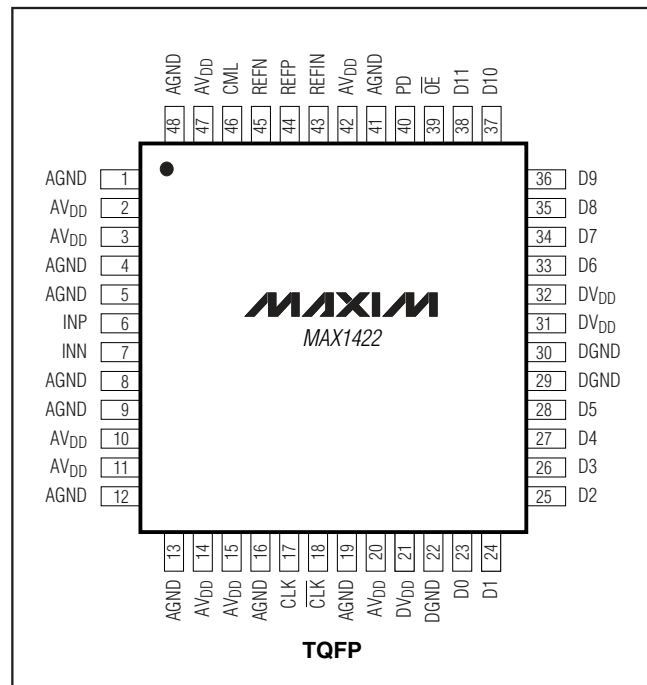 AGND
AVDD
CML
REFN
REFP
REFIN
AVDD
AGND
PD
OE
D11
D10
48
47
46
45
44
43
42
41
40
39
38
37
AGND 1
AVDD 2
AVDD 3
AGND 4
AGND 5
INP 6
INN 7
AGND 8
AGND 9
AVDD 10
AVDD 11
AGND 12
MAXIM
MAX1422
36 D9
35 D8
34 D7
33 D6
32 DVDD
31 DVDD
30 DGND
29 DGND
28 D5
27 D4
26 D3
25 D2
13
14
15
16
17
18
19
20
21
22
23
24
AGND
AVDD
AVDD
AGND
CLK
CLK
AGND
AVDD
DVDD
DGND
D0
D1
TQFP